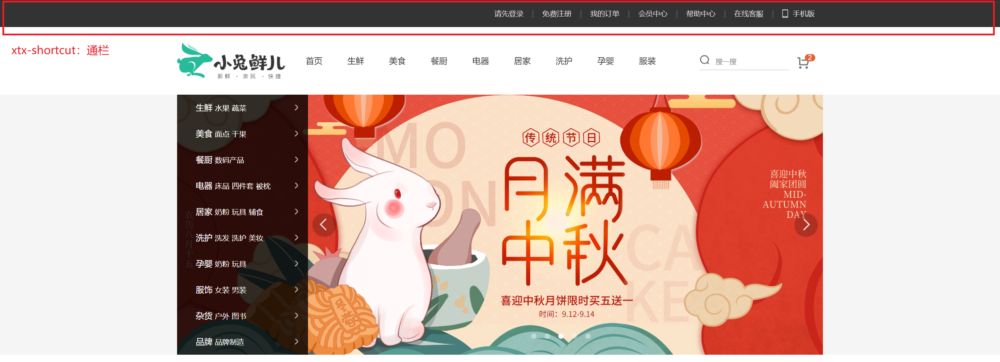 请先登录 | 免费注册 | 我的订单 | 会员中心 | 帮助中心 | 在线客服 | 手机版
xtx-shortcut：通栏
小兔鲜儿
新鲜 · 亲民 · 快捷
首页 生鲜 美食 餐厨 电器 居家 洗护 孕婴 服装
搜一搜
2
生鲜 水果 蔬菜
美食 面点 干果
餐厨 数码产品
电器 床品 四件套 被枕
居家 奶粉 玩具 辅食
洗护 洗发 洗护 美妆
孕婴 奶粉 玩具
服饰 女装 男装
杂货 户外 图书
品牌 品牌制造
农历八月十五
MO
ON
传统节日
月满
中秋
CA
KE
喜迎中秋月饼限时买五送一
时间：9.12-9.14
喜迎中秋
阖家团圆
MID-
AUTUMN
DAY